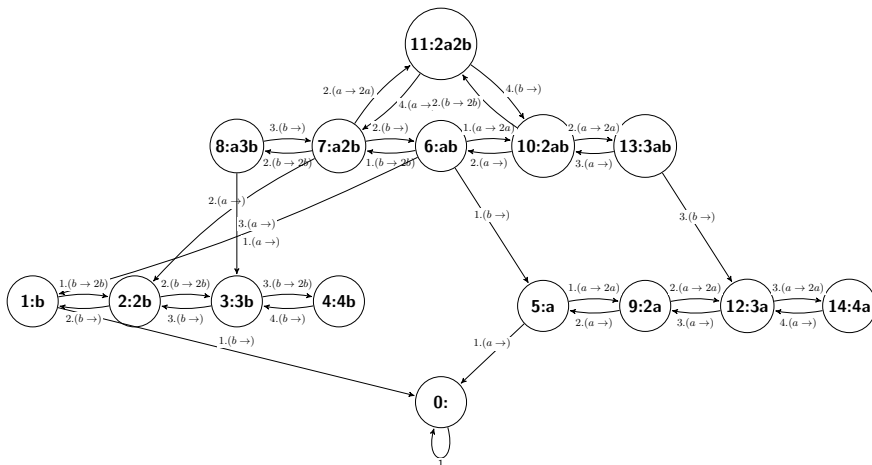 11:2a2b
2.(a → 2a)
4.(b →)
4.(a → 2.(b → 2b)
8:a3b
3.(b →)
2.(b → 2b)
7:a2b
2.(b →)
1.(b → 2b)
6:ab
1.(a → 2a)
2.(a →)
10:2ab
2.(a → 2a)
3.(a →)
13:3ab
2.(a →)
3.(a →)
1.(a →)
1.(b →)
3.(b →)
1:b
1.(b → 2b)
2.(b →)
2:2b
2.(b → 2b)
3.(b →)
3:3b
3.(b → 2b)
4.(b →)
4:4b
5:a
1.(a → 2a)
2.(a →)
9:2a
2.(a → 2a)
3.(a →)
12:3a
3.(a → 2a)
4.(a →)
14:4a
1.(b →)
1.(a →)
0:
1